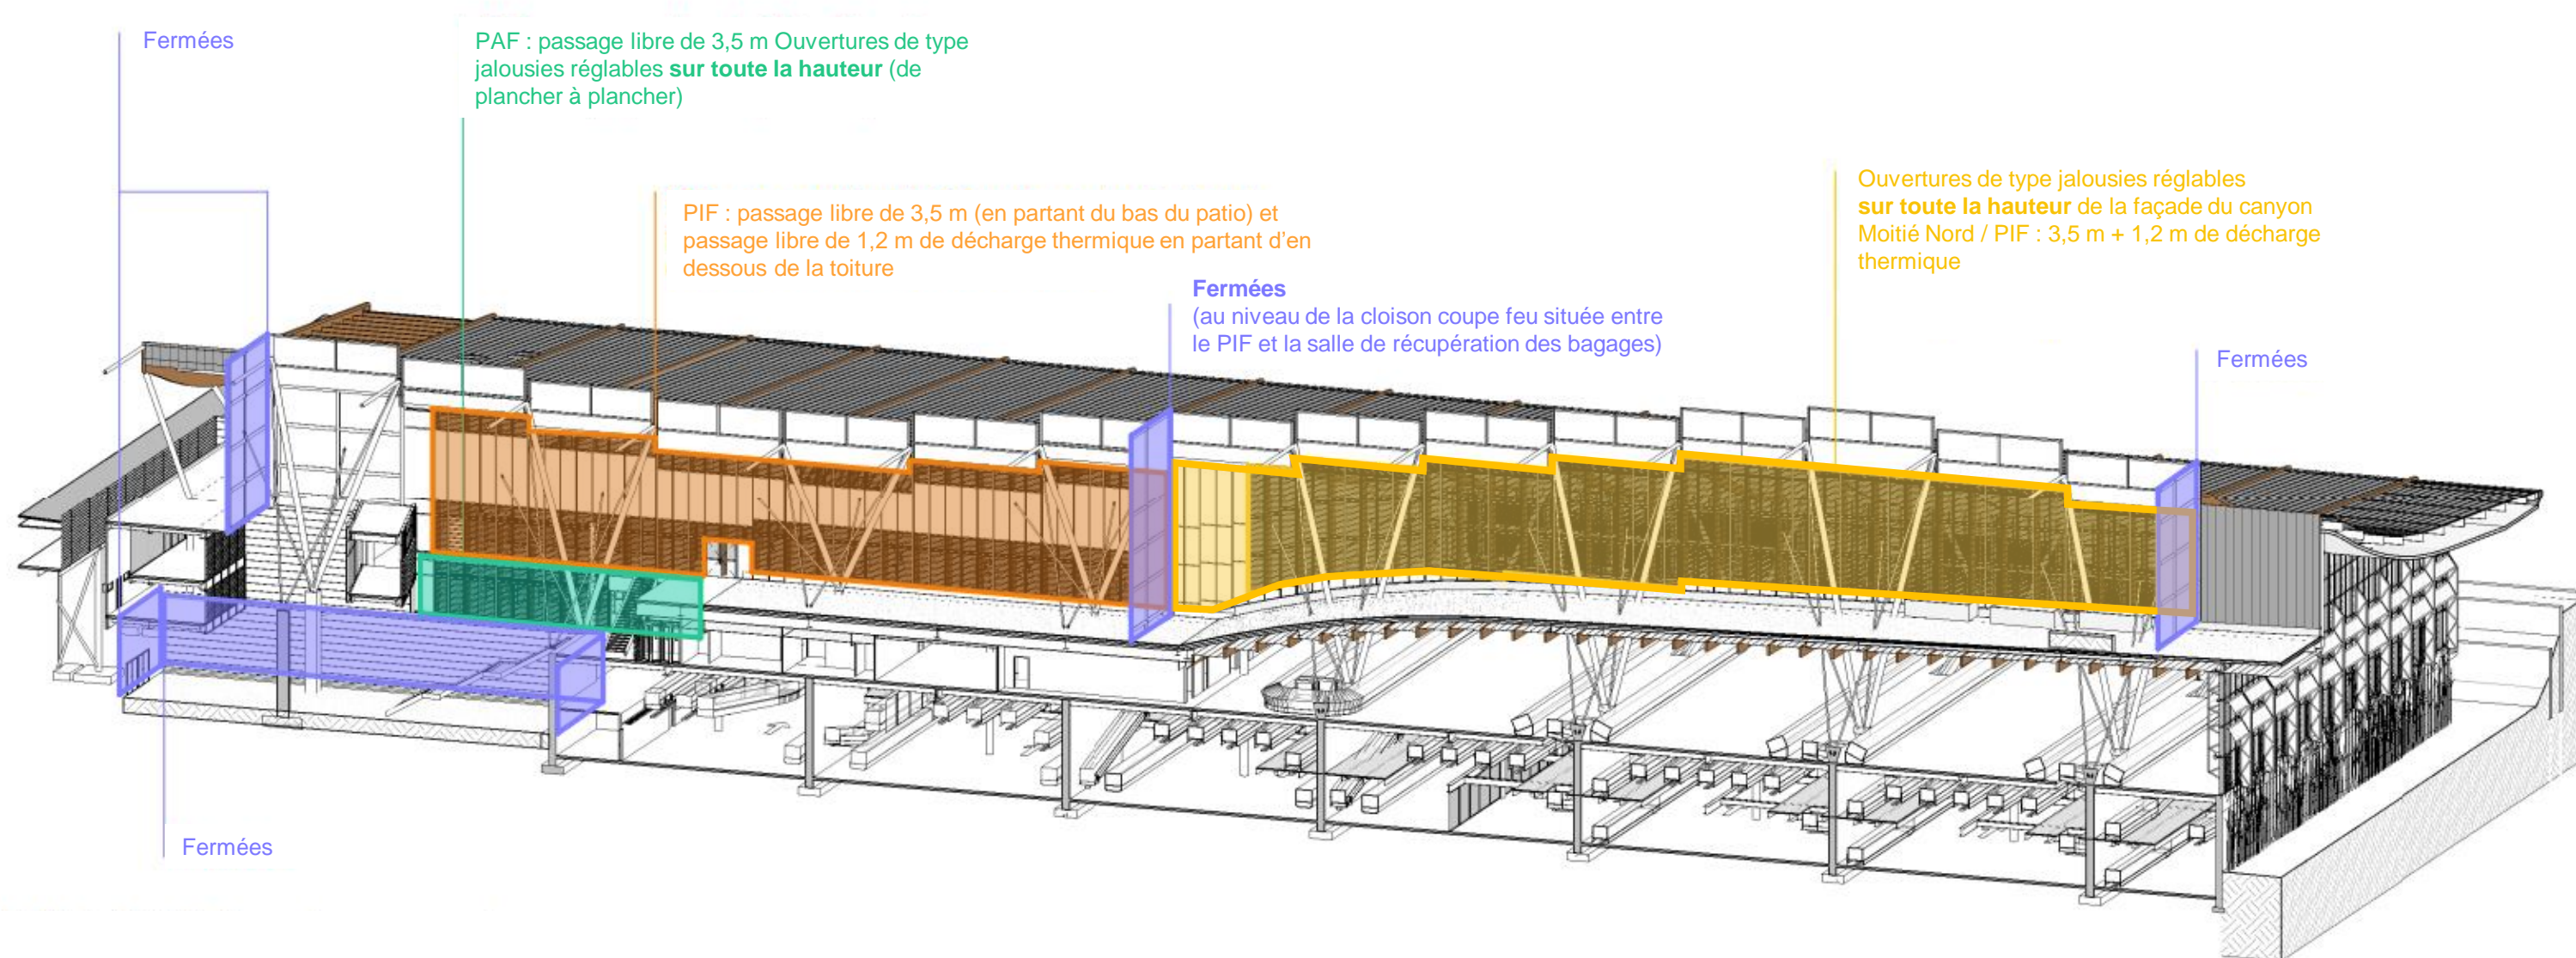 Fermées
PAF : passage libre de 3,5 m Ouvertures de type
jalousies réglables sur toute la hauteur (de
plancher à plancher)
PIF : passage libre de 3,5 m (en partant du bas du patio) et
passage libre de 1,2 m de décharge thermique en partant d’en
dessous de la toiture
Ouvertures de type jalousies réglables
sur toute la hauteur de la façade du canyon
Moitié Nord / PIF : 3,5 m + 1,2 m de décharge
thermique
Fermées
(au niveau de la cloison coupe feu située entre
le PIF et la salle de récupération des bagages)
Fermées
Fermées